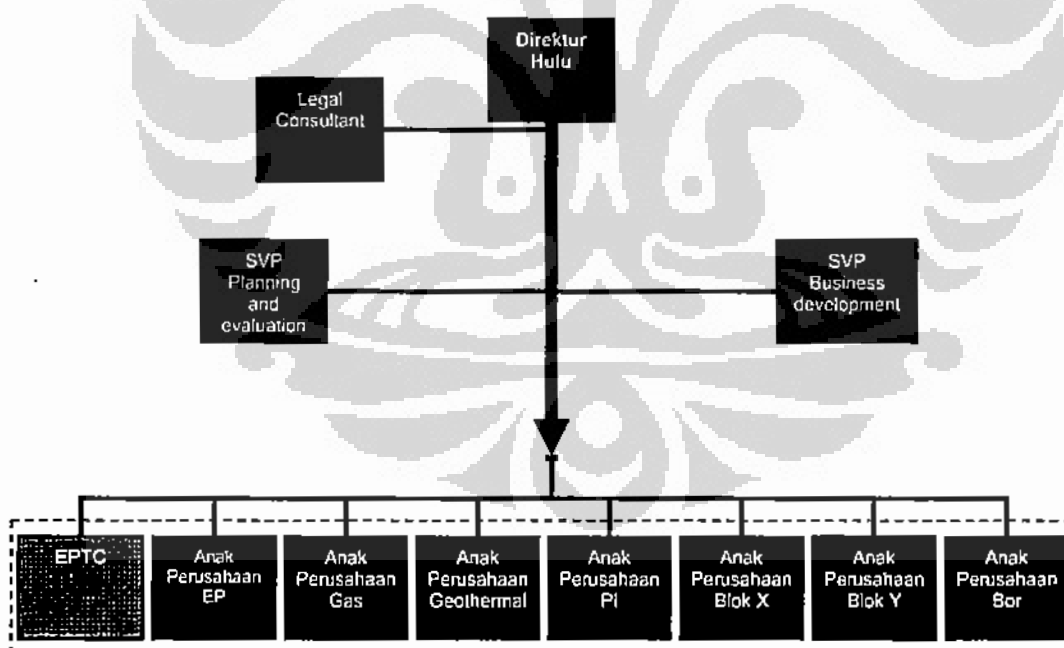 Direktur
Hulu
Legal
Consultant
SVP
Planning
and
evaluation
SVP
Business
development
EPTC
Anak
Perusahaan
EP
Anak
Perusahaan
Gas
Anak
Perusahaan
Geothermal
Anak
Perusahaan
PI
Anak
Perusahaan
Blok X
Anak
Perusahaan
Blok Y
Anak
Perusahaan
Bor